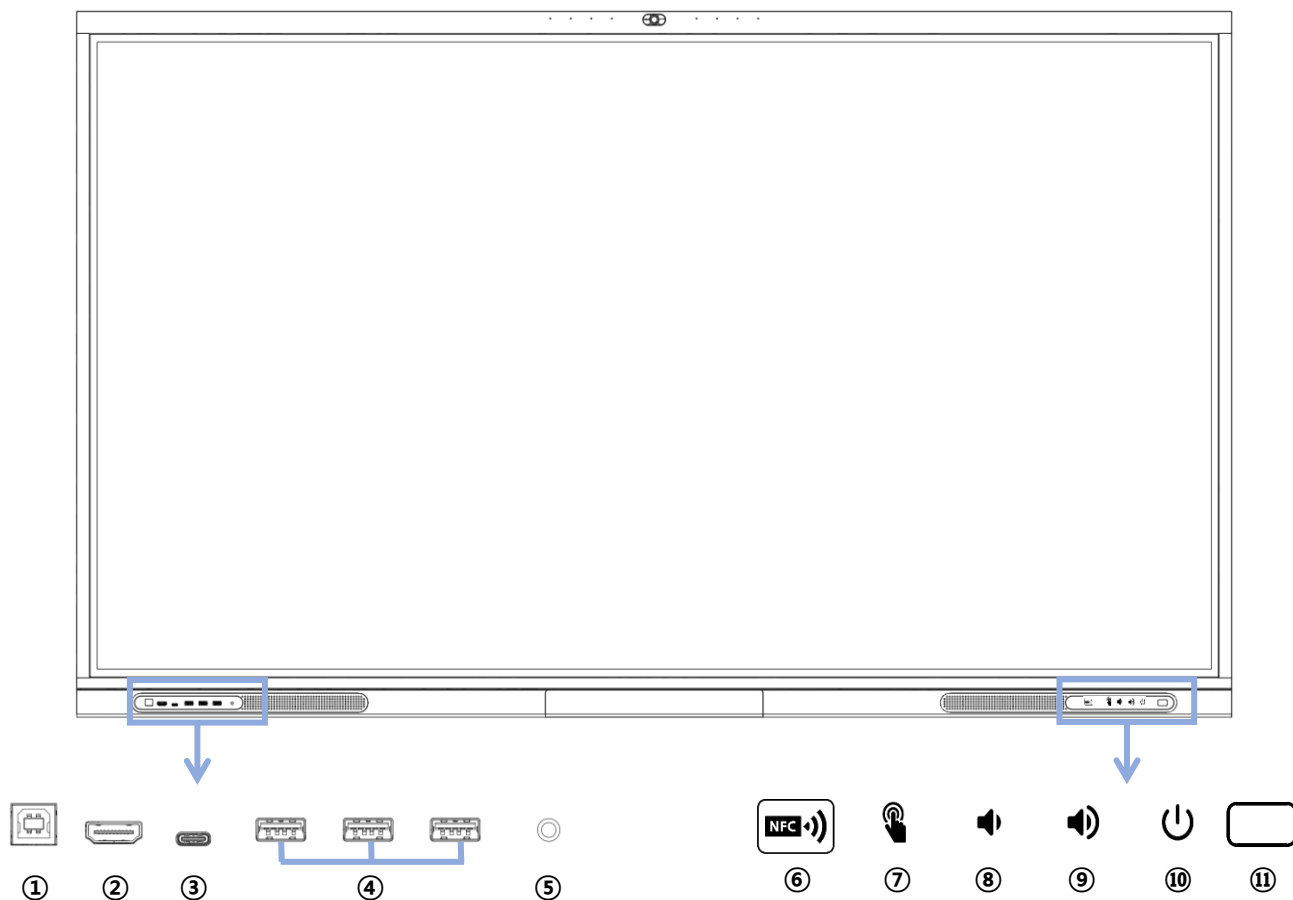 NFC
① ② ③ ④ ⑤ ⑥ ⑦ ⑧ ⑨ ⑩ ⑪